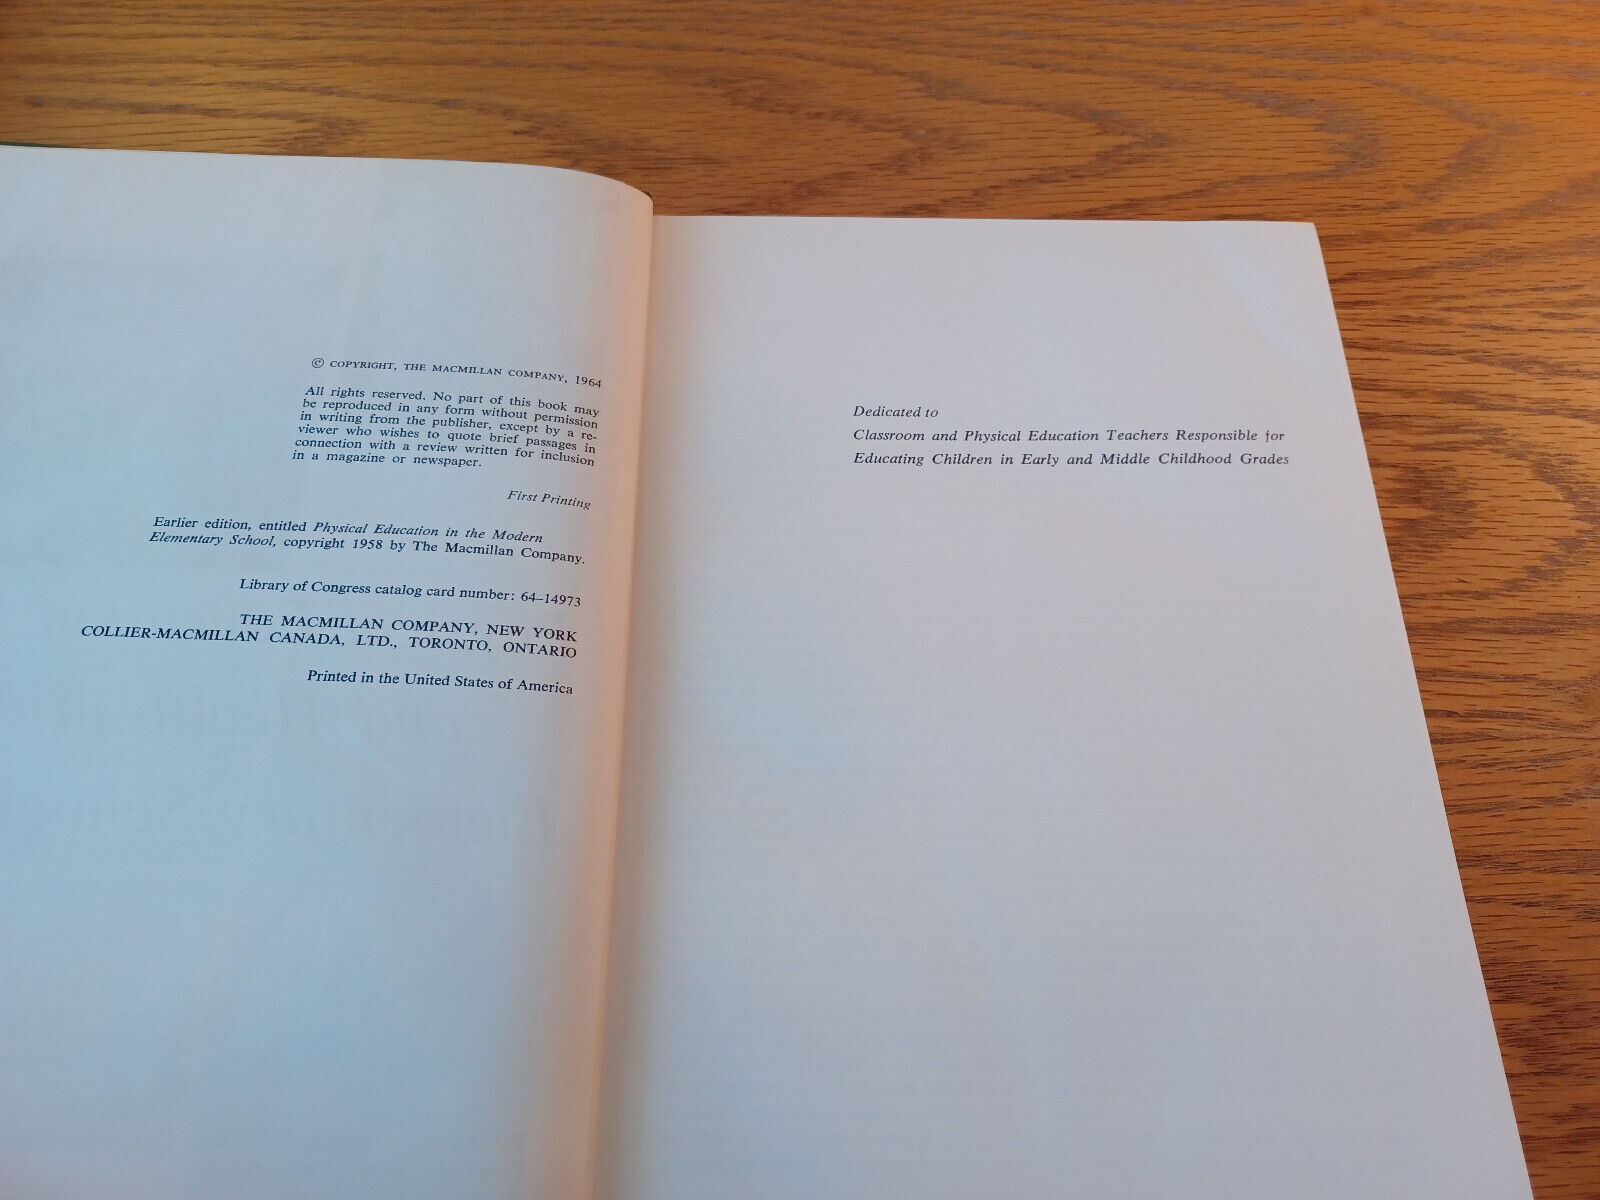 © COPYRIGHT, THE MACMILLAN COMPANY, 1964
All rights reserved. No part of this book may
be reproduced in any form without permission
in writing from the publisher, except by a re-
viewer who wishes to quote brief passages in
connection with a review written for inclusion
in a magazine or newspaper.
First Printing
Earlier edition, entitled Physical Education in the Modern
Elementary School, copyright 1958 by The Macmillan Company.
Library of Congress catalog card number: 64–14973
THE MACMILLAN COMPANY, NEW YORK
COLLIER-MACMILLAN CANADA, LTD., TORONTO, ONTARIO
Printed in the United States of America
Dedicated to
Classroom and Physical Education Teachers Responsible for
Educating Children in Early and Middle Childhood Grades